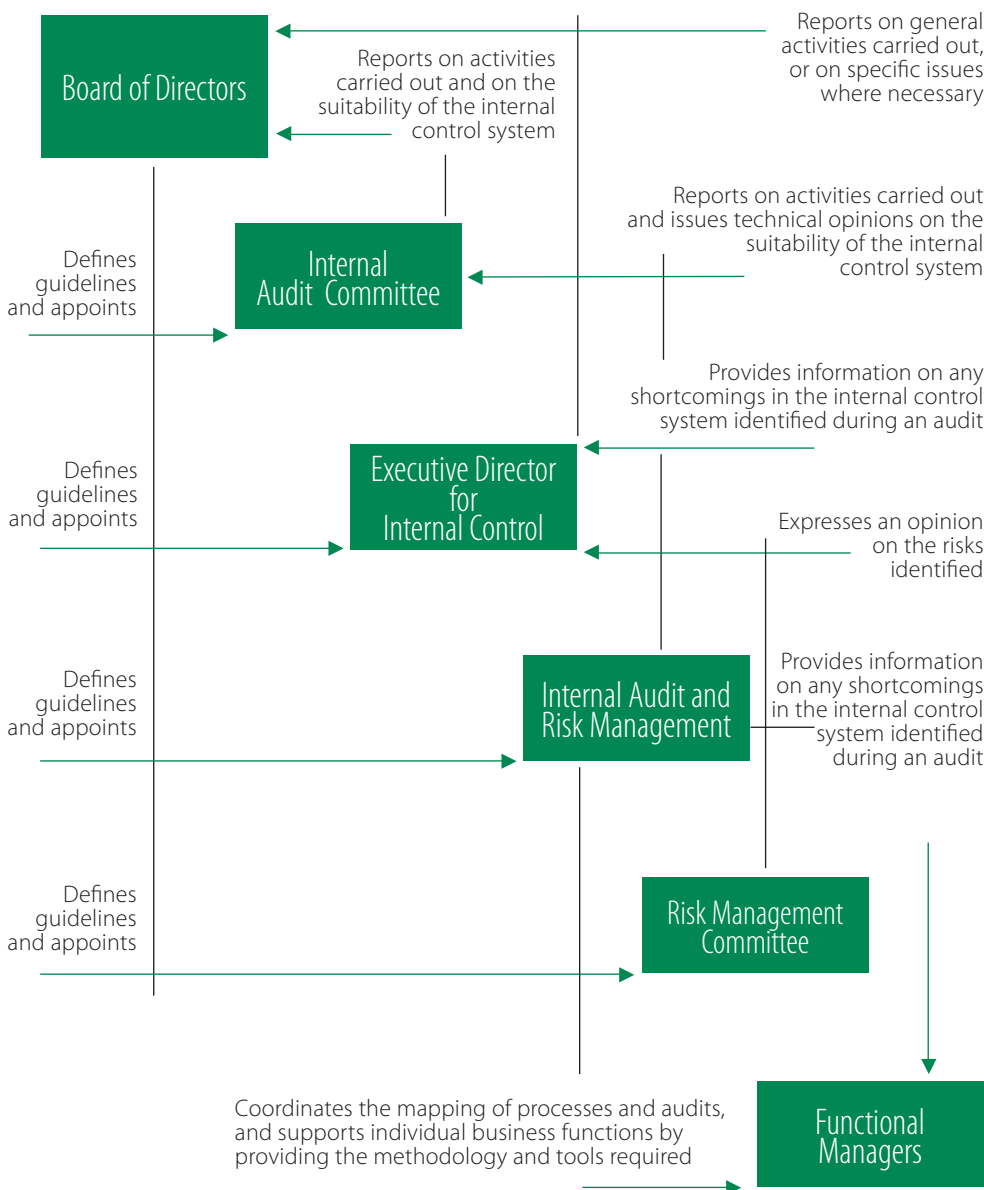 Board of Directors
Reports on activities
carried out and on the
suitability of the internal
control system
Reports on general
activities carried out,
or on specific issues
where necessary
Defines
guidelines
and appoints
Internal
Audit Committee
Reports on activities carried out
and issues technical opinions on the
suitability of the internal
control system
Provides information on any
shortcomings in the internal control
system identified during an audit
Defines
guidelines
and appoints
Executive Director
for
Internal Control
Expresses an opinion
on the risks
identified
Defines
guidelines
and appoints
Internal Audit and
Risk Management
Provides information
on any shortcomings
in the internal control
system identified
during an audit
Defines
guidelines
and appoints
Risk Management
Committee
Coordinates the mapping of processes and audits,
and supports individual business functions by
providing the methodology and tools required
Functional
Managers